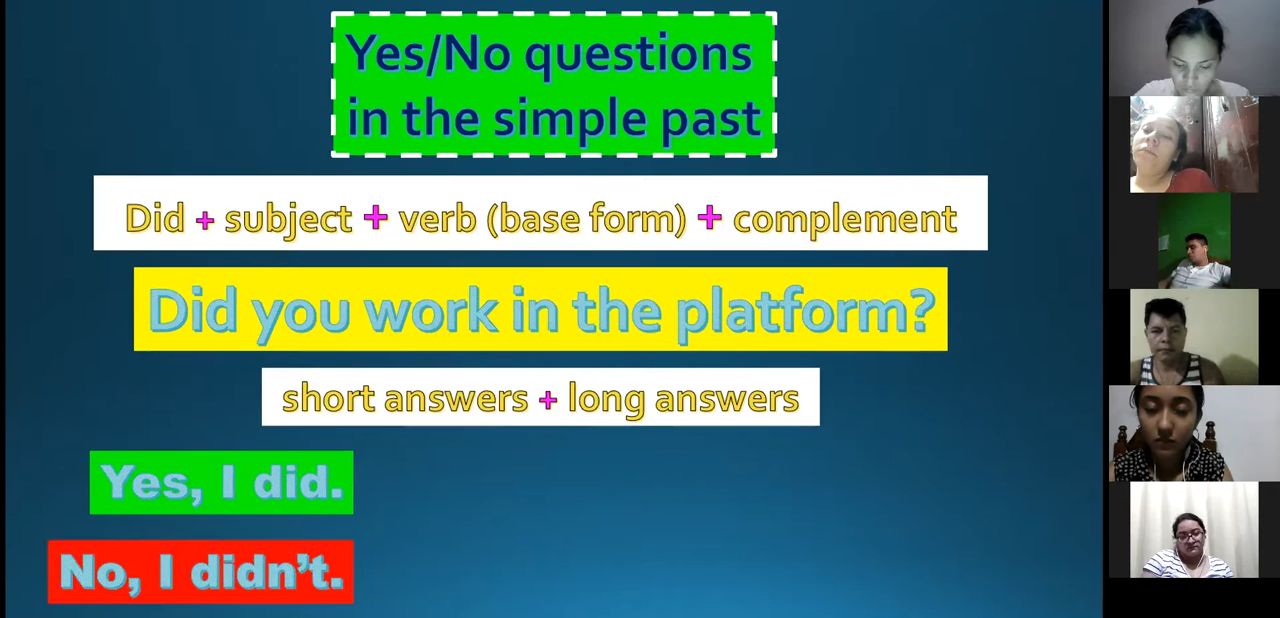 Yes/No questions
in the simple past
Did + subject + verb (base form) + complement
Did you work in the platform?
short answers + long answers
Yes, I did.
No, I didn't.